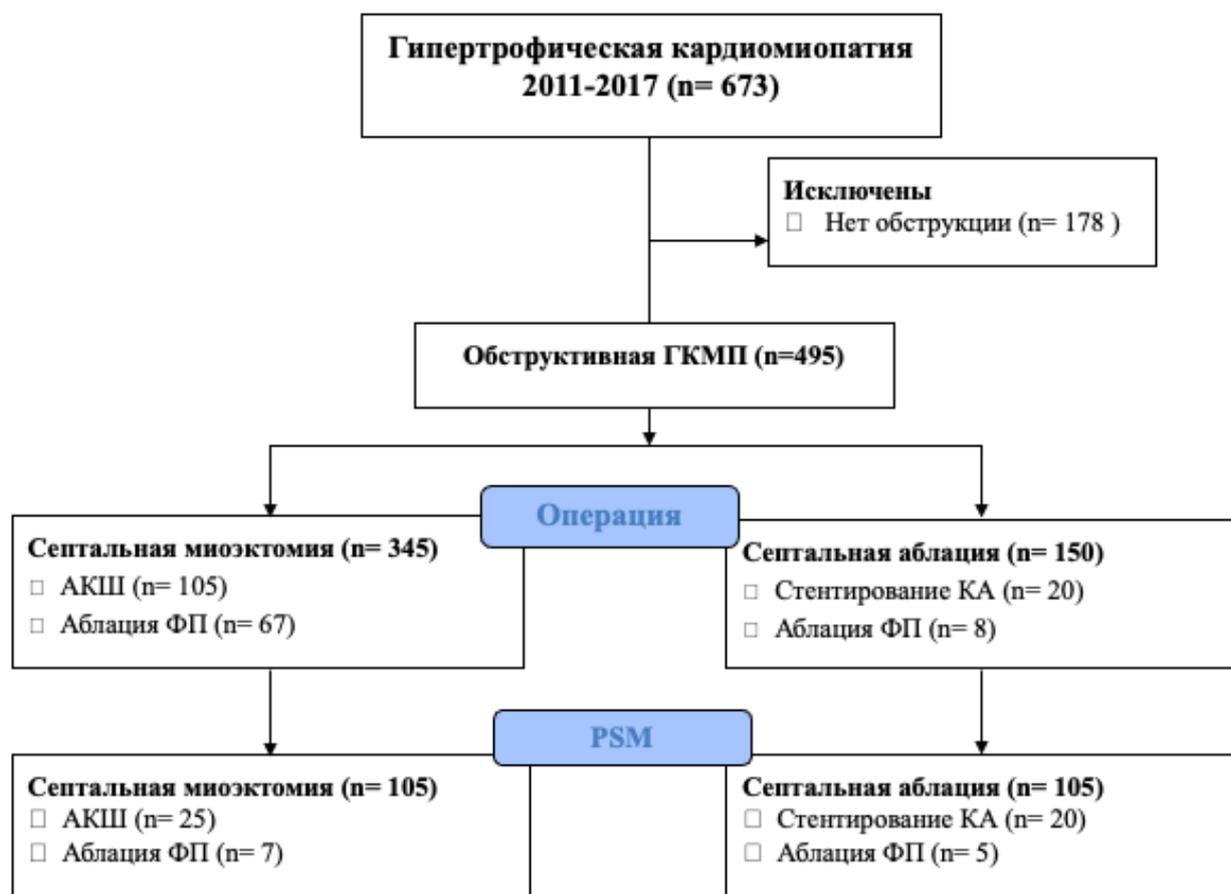 Гипертрофическая кардиомиопатия
2011-2017 (n= 673)
Исключены
□ Нет обструкции (n= 178 )
Обструктивная ГКМП (n=495)
Операция
Септальная миоэктомия (n= 345)
□ АКШ (n= 105)
□ Аблация ФП (n= 67)
Септальная аблация (n= 150)
□ Стентирование КА (n= 20)
□ Аблация ФП (n= 8)
PSM
Септальная миоэктомия (n= 105)
□ АКШ (n= 25)
□ Аблация ФП (n= 7)
Септальная аблация (n= 105)
□ Стентирование КА (n= 20)
□ Аблация ФП (n= 5)